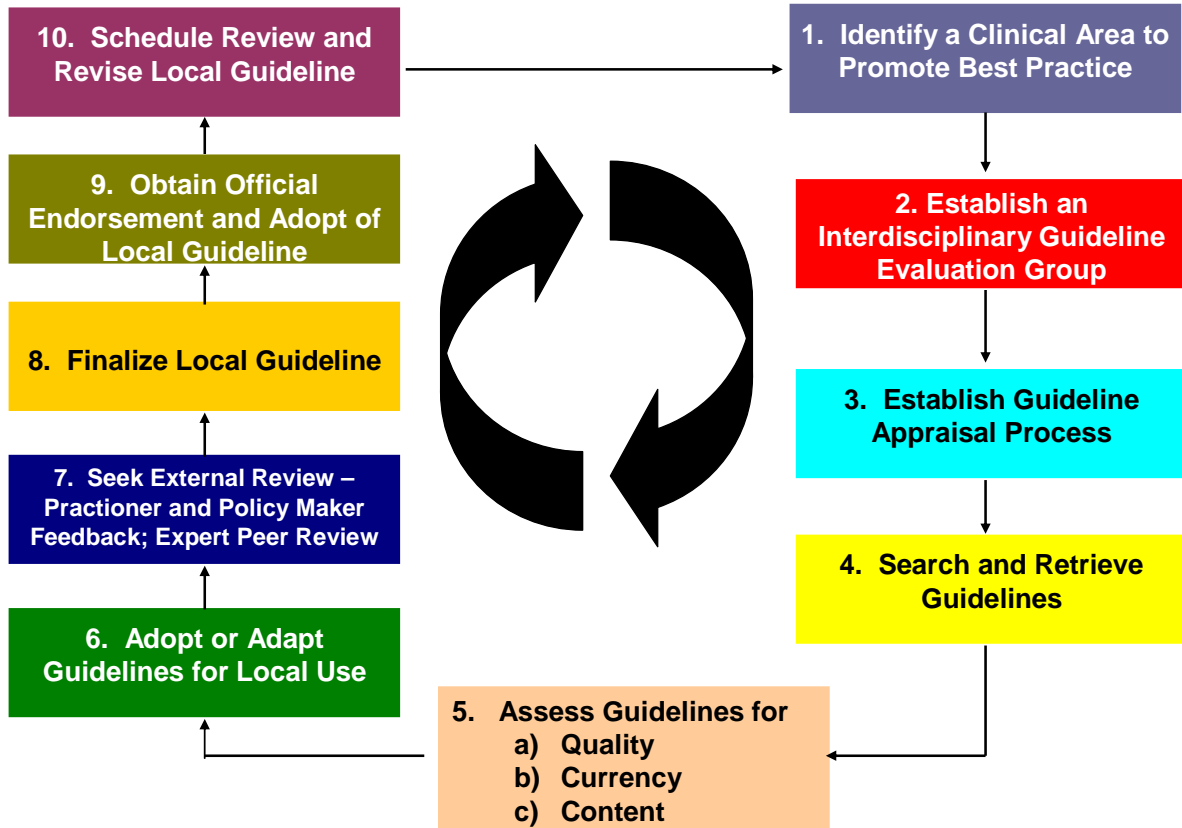 10. Schedule Review and
Revise Local Guideline
1. Identify a Clinical Area to
Promote Best Practice
9. Obtain Official
Endorsement and Adopt of
Local Guideline
2. Establish an
Interdisciplinary Guideline
Evaluation Group
8. Finalize Local Guideline
3. Establish Guideline
Appraisal Process
7. Seek External Review –
Practioner and Policy Maker
Feedback; Expert Peer Review
4. Search and Retrieve
Guidelines
6. Adopt or Adapt
Guidelines for Local Use
5. Assess Guidelines for
a) Quality
b) Currency
c) Content